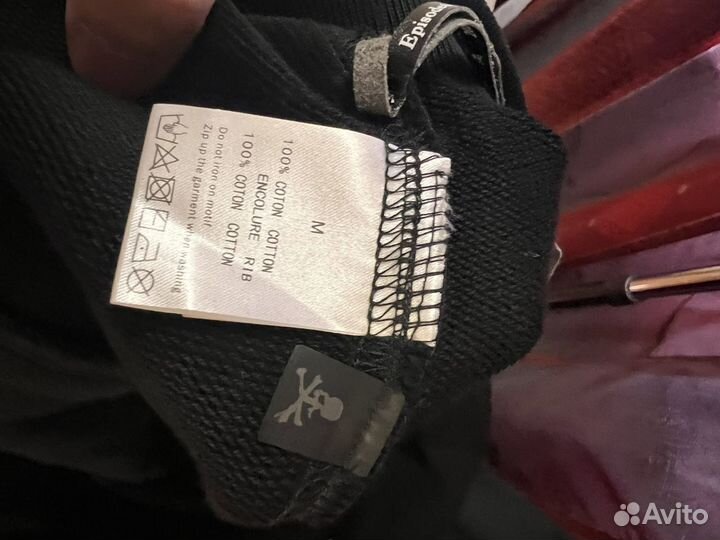 Episod
M
100% COTON COTTON
ENCOLURE RIB
100% COTON COTTON
Do not iron on motif
Zip up the garment when washing
Avito